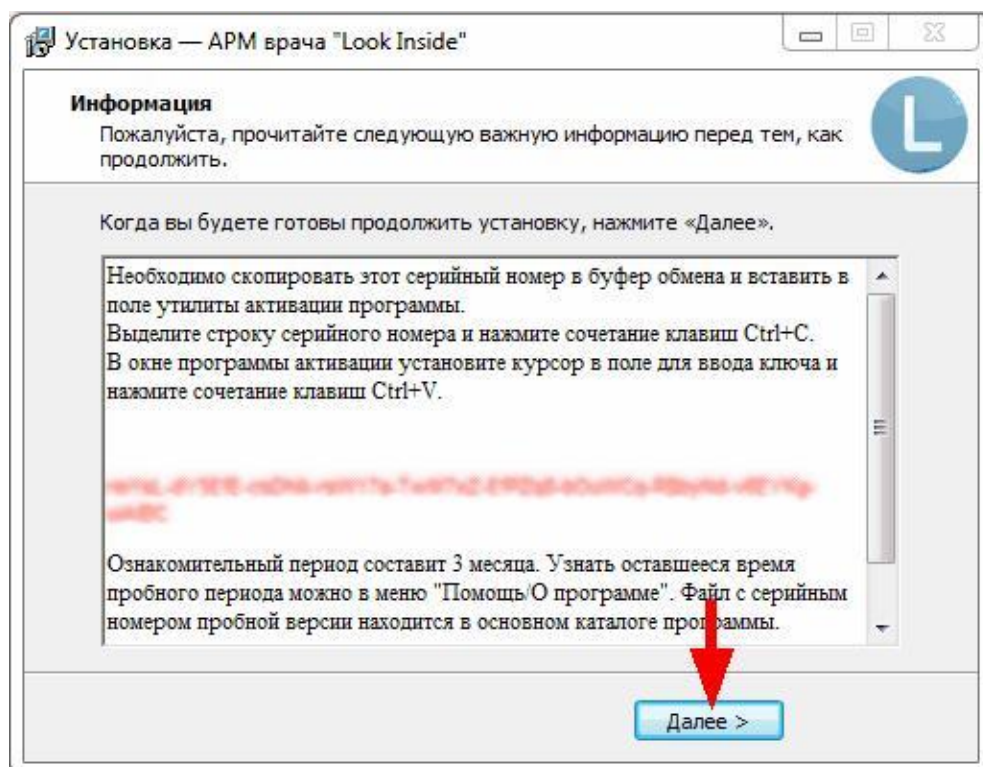 Установка — АРМ врача "Look Inside"
Информация
Пожалуйста, прочитайте следующую важную информацию перед тем, как
продолжить.
L
Когда вы будете готовы продолжить установку, нажмите «Далее».
Необходимо скопировать этот серийный номер в буфер обмена и вставить в
поле утилиты активации программы.
Выделите строку серийного номера и нажмите сочетание клавиш Ctrl+C.
В окне программы активации установите курсор в поле для ввода ключа и
нажмите сочетание клавиш Ctrl+V.
Ознакомительный период составит 3 месяца. Узнать оставшееся время
пробного периода можно в меню "Помощь/О программе". Файл с серийным
номером пробной версии находится в основном каталоге программы.
Далее >